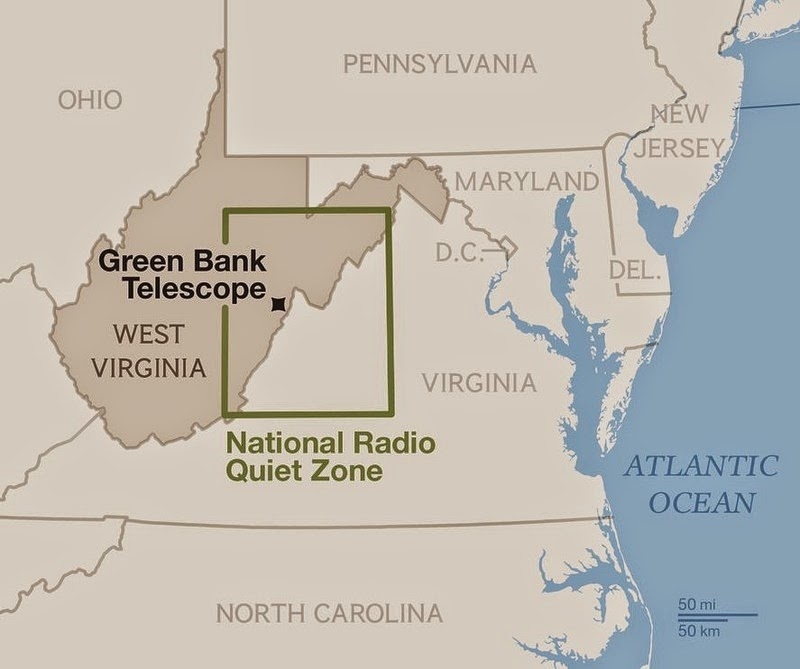 PENNSYLVANIA
OHIO
NEW
JERSEY
MARYLAND
D.C.
DEL.
Green Bank
Telescope
WEST
VIRGINIA
VIRGINIA
National Radio
Quiet Zone
ATLANTIC
OCEAN
NORTH CAROLINA
50 mi
50 km